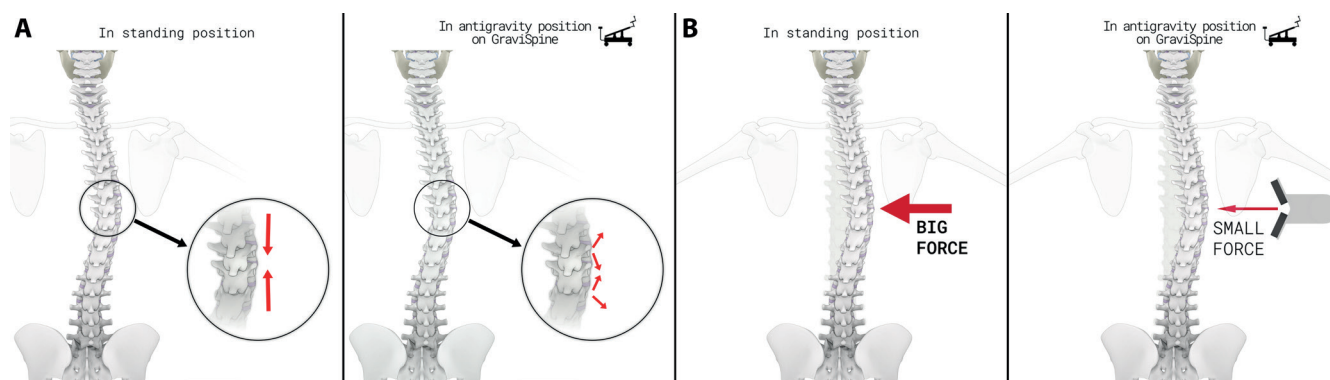 A
In standing position
In antigravity position
on GraviSpine
B
In standing position
BIG
FORCE
In antigravity position
on GraviSpine
SMALL
FORCE